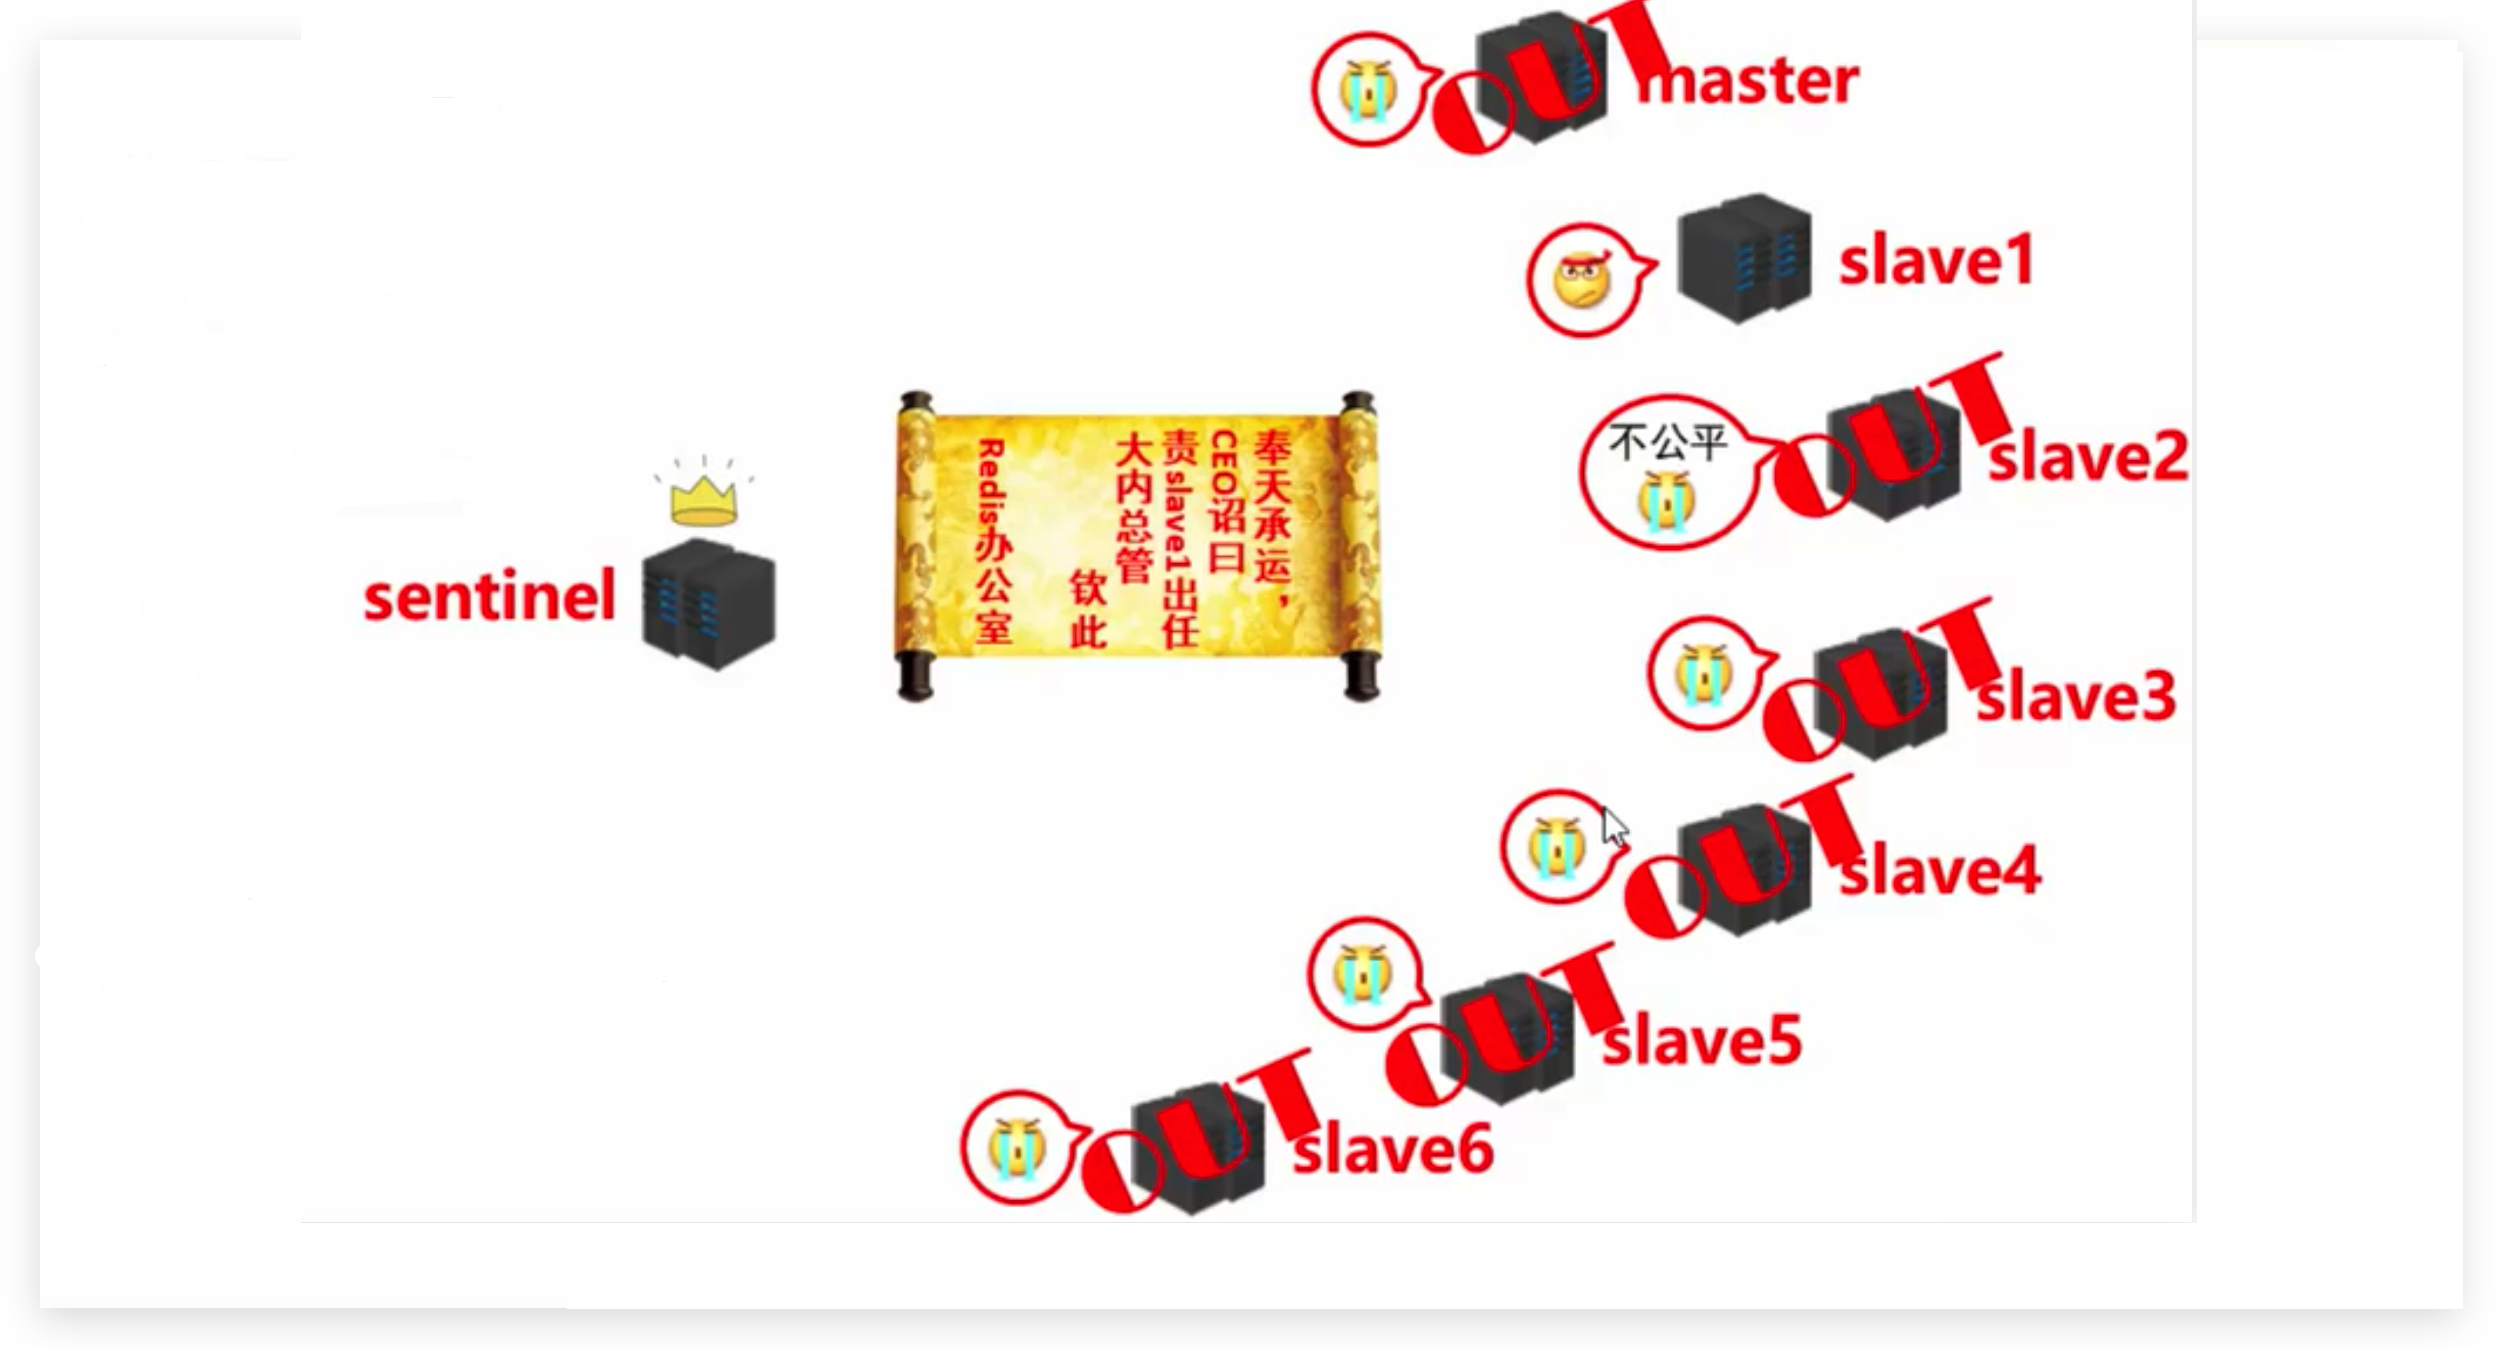 OUT
master
slave1
不公平
OUT
slave2
sentinel
奉天承运，
CEO诏曰
责slave1出任
大内总管
钦此
Redis办公室
OUT
slave3
OUT
slave4
OUT
slave5
OUT
slave6